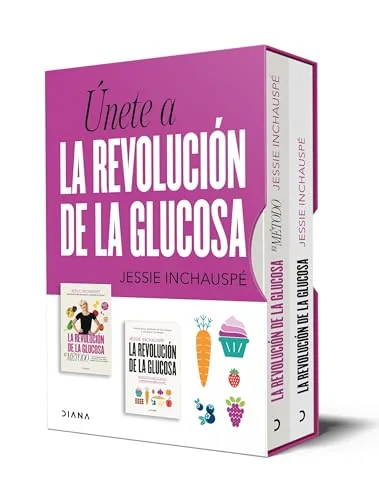 Únete a
LA REVOLUCIÓN
DE LA GLUCOSA
JESSIE INCHAUSPÉ
JESSIE INCHAUSPÉ
LA REVOLUCIÓN
DE LA GLUCOSA
EL MÉTODO
JESSIE INCHAUSPÉ
LA REVOLUCIÓN
DE LA GLUCOSA
DIANA
LA REVOLUCIÓN DE LA GLUCOSA EL MÉTODO JESSIE INCHAUSPÉ
LA REVOLUCIÓN DE LA GLUCOSA JESSIE INCHAUSPÉ